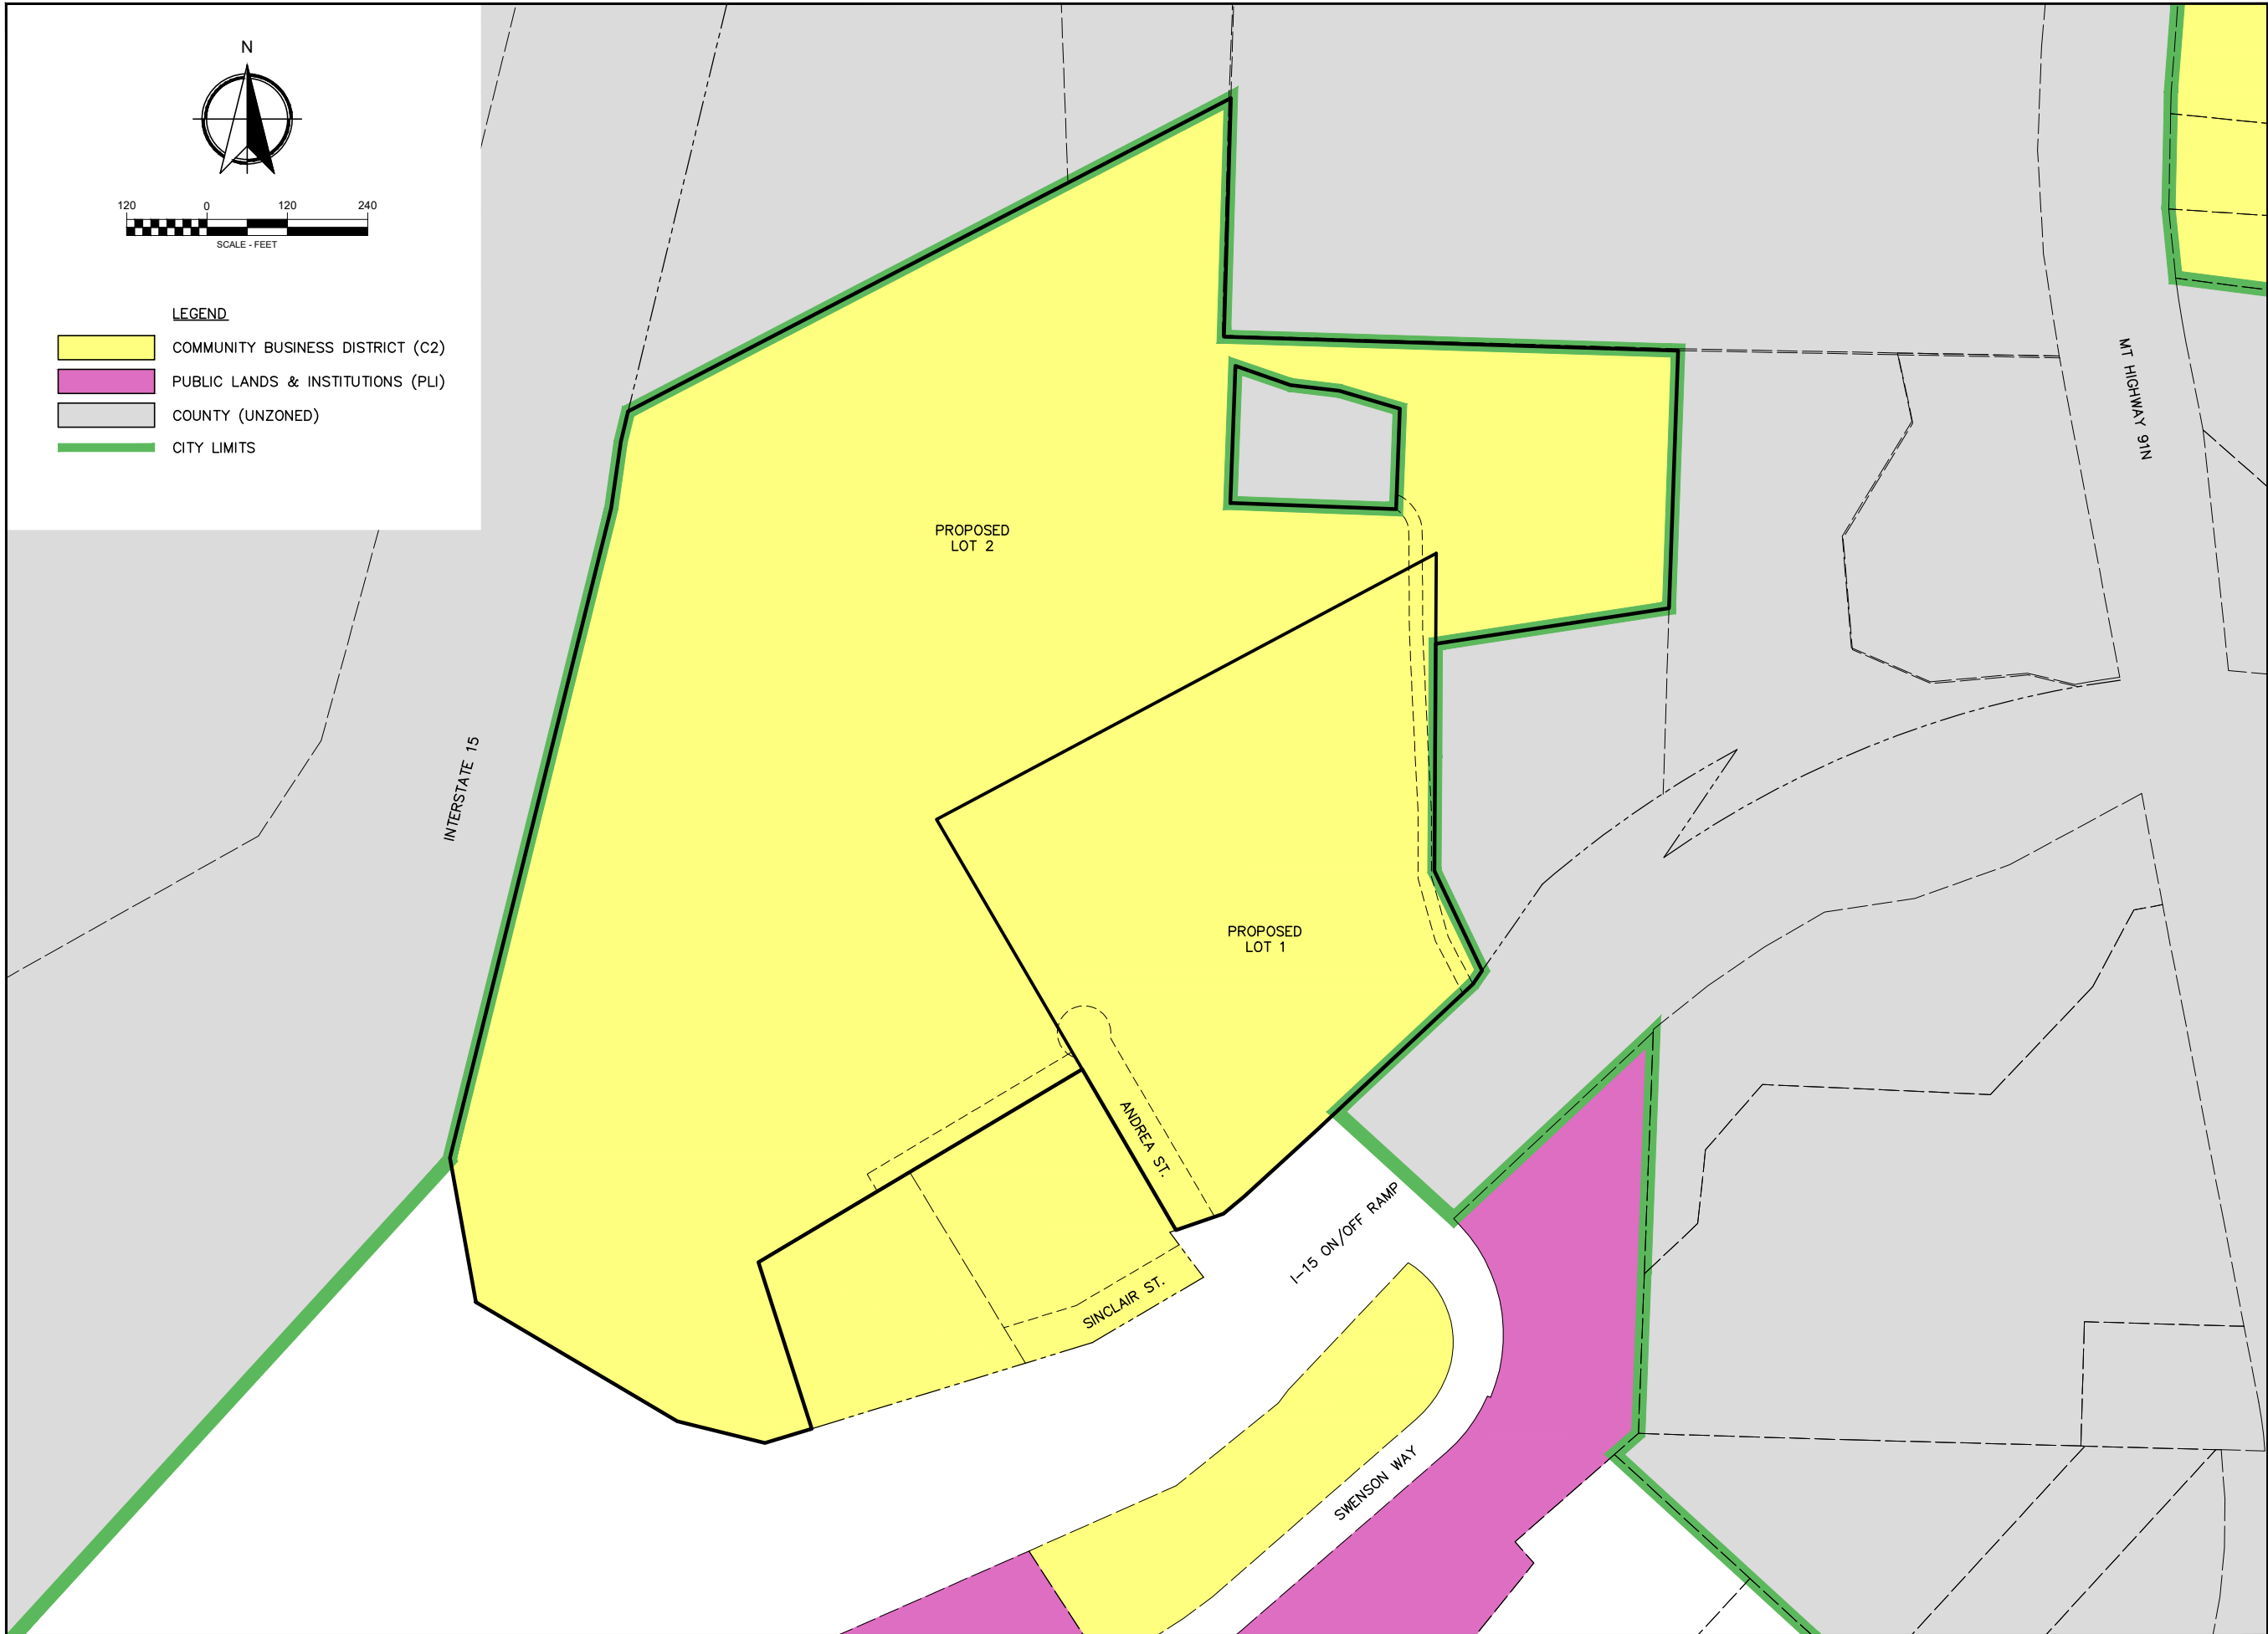 N
120 0 120 240
SCALE - FEET
LEGEND
COMMUNITY BUSINESS DISTRICT (C2)
PUBLIC LANDS & INSTITUTIONS (PLI)
COUNTY (UNZONED)
CITY LIMITS
MT HIGHWAY 91N
PROPOSED
LOT 2
INTERSTATE 15
PROPOSED
LOT 1
ANDREA ST.
SINCLAIR ST.
I-15 ON/OFF RAMP
SWENSON WAY